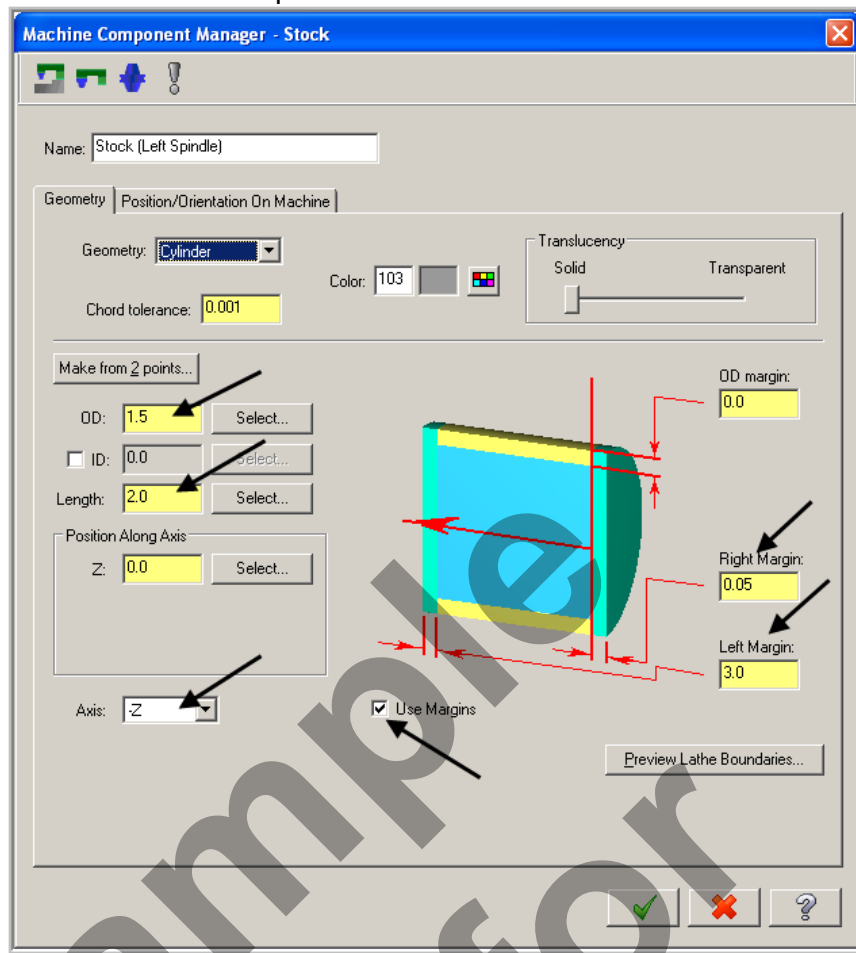 Machine Component Manager - Stock
Name: Stock (Left Spindle)
Geometry Position/Orientation On Machine
Geometry: Cylinder
Color: 103
Translucency
Solid Transparent
Chord tolerance: 0.001
Make from 2 points...
OD: 1.5 Select...
ID: 0.0 Select...
Length: 2.0 Select...
Position Along Axis
Z: 0.0 Select...
Axis: -Z
Use Margins
OD margin:
0.0
Right Margin:
0.05
Left Margin:
3.0
Preview Lathe Boundaries...